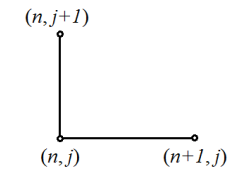 (n, j+1)
(n, j)
(n+1, j)